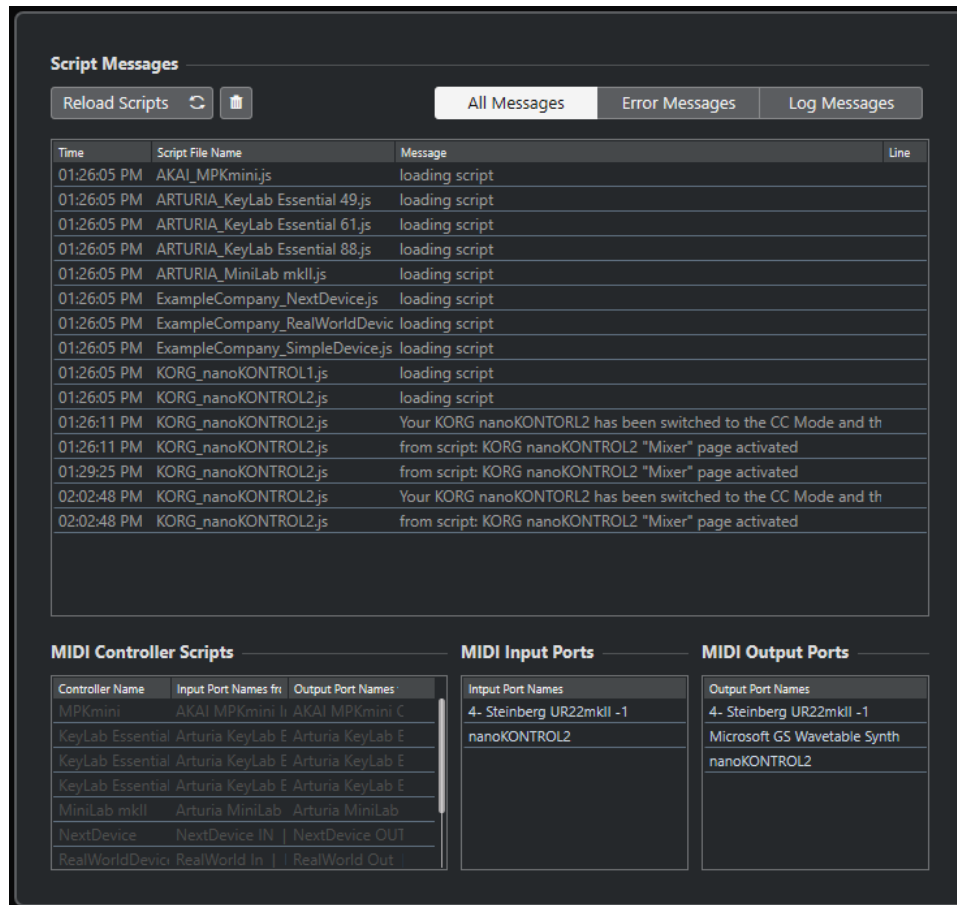 Script Messages
Reload Scripts
All Messages Error Messages Log Messages
Time Script File Name Message Line
01:26:05 PM AKAI_MPKmini.js loading script
01:26:05 PM ARTURIA_KeyLab Essential 49.js loading script
01:26:05 PM ARTURIA_KeyLab Essential 61.js loading script
01:26:05 PM ARTURIA_KeyLab Essential 88.js loading script
01:26:05 PM ARTURIA_MiniLab mkII.js loading script
01:26:05 PM ExampleCompany_NextDevice.js loading script
01:26:05 PM ExampleCompany_RealWorldDevic loading script
01:26:05 PM ExampleCompany_SimpleDevice.js loading script
01:26:05 PM KORG_nanoKONTROL1.js loading script
01:26:05 PM KORG_nanoKONTROL2.js loading script
01:26:11 PM KORG_nanoKONTROL2.js Your KORG nanoKONTORL2 has been switched to the CC Mode and th
01:26:11 PM KORG_nanoKONTROL2.js from script: KORG nanoKONTROL2 "Mixer" page activated
01:29:25 PM KORG_nanoKONTROL2.js from script: KORG nanoKONTROL2 "Mixer" page activated
02:02:48 PM KORG_nanoKONTROL2.js Your KORG nanoKONTORL2 has been switched to the CC Mode and th
02:02:48 PM KORG_nanoKONTROL2.js from script: KORG nanoKONTROL2 "Mixer" page activated
MIDI Controller Scripts
Controller Name Input Port Names fr Output Port Names
MPKmini AKAI MPKmini I AKAI MPKmini C
KeyLab Essential Arturia KeyLab E Arturia KeyLab E
KeyLab Essential Arturia KeyLab E Arturia KeyLab E
KeyLab Essential Arturia KeyLab E Arturia KeyLab E
MiniLab mkII Arturia MiniLab Arturia MiniLab
NextDevice NextDevice IN | NextDevice OUT
RealWorldDevic RealWorld In | RealWorld Out
MIDI Input Ports
Intput Port Names
4- Steinberg UR22mkII -1
nanoKONTROL2
MIDI Output Ports
Output Port Names
4- Steinberg UR22mkII -1
Microsoft GS Wavetable Synth
nanoKONTROL2